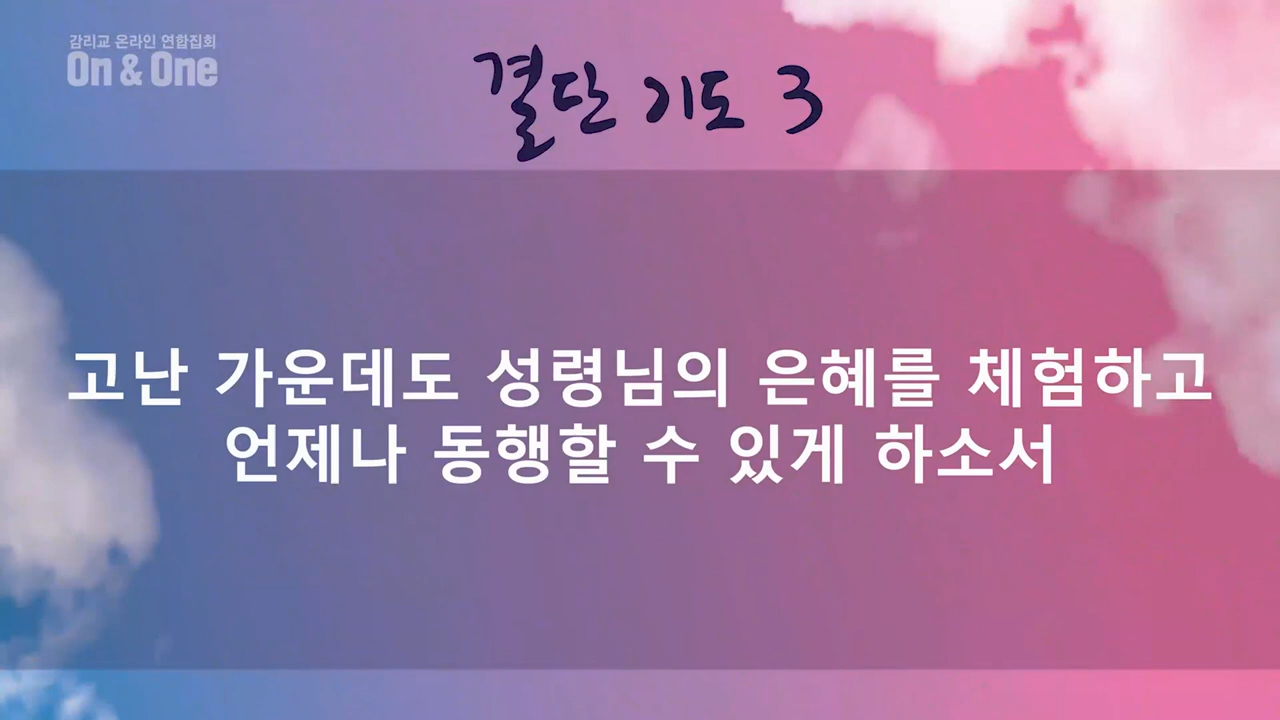 감리교 온라인 연합집회
On & One
결단 기도 3
고난 가운데도 성령님의 은혜를 체험하고
언제나 동행할 수 있게 하소서